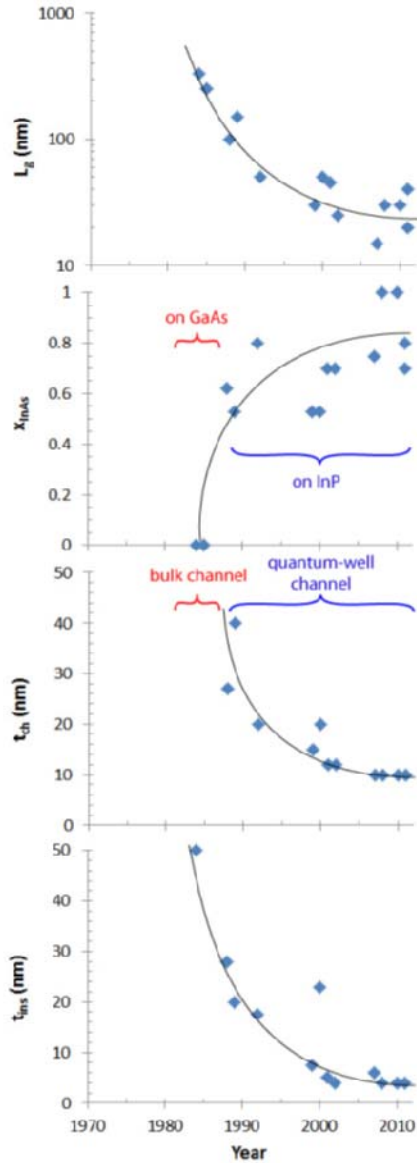 1000
100
10
L_g (nm)
1
0.8
0.6
0.4
0.2
0
x_InAs
on GaAs
on InP
50
40
30
20
10
0
t_ch (nm)
bulk channel
quantum-well
channel
50
40
30
20
10
0
t_ins (nm)
1970 1980 1990 2000 2010
Year